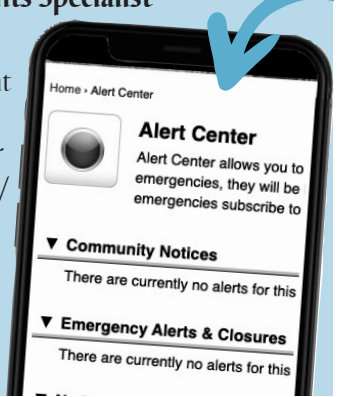 Specialist
Home › Alert Center
Alert Center
Alert Center allows you to
emergencies, they will be
emergencies subscribe to
▼ Community Notices
There are currently no alerts for this
▼ Emergency Alerts & Closures
There are currently no alerts for this